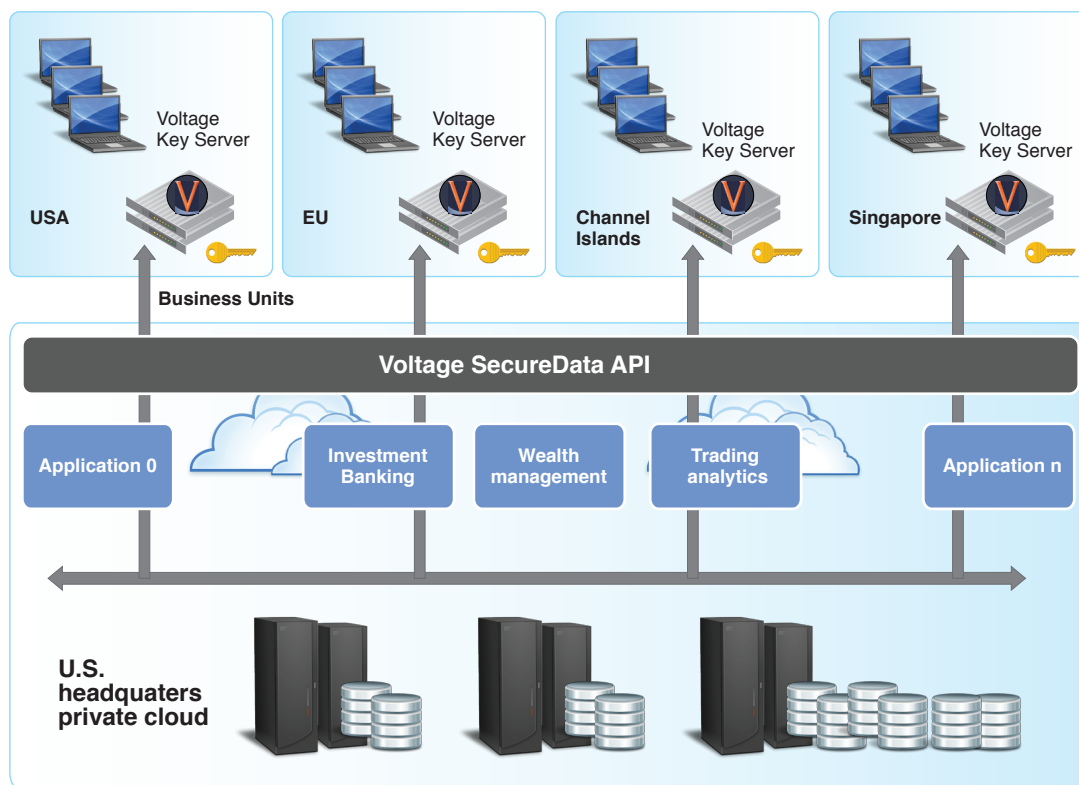 Voltage
Key Server
USA
Voltage
Key Server
EU
Voltage
Key Server
Channel
Islands
Voltage
Key Server
Singapore
Business Units
Voltage SecureData API
Application 0
Investment
Banking
Wealth
management
Trading
analytics
Application n
U.S.
headquaters
private cloud